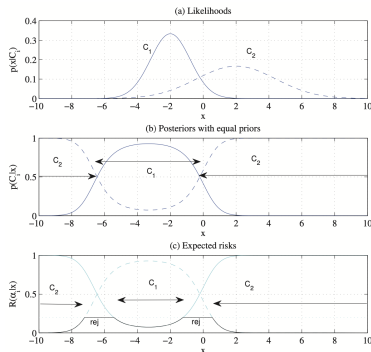 (a) Likelihoods
p(x|C_i)
0.4
0.3
0.2
0.1
0
C_1
C_2
−10 −8 −6 −4 −2 0 2 4 6 8 10
x
(b) Posteriors with equal priors
p(C_i|x)
1
0.5
0
C_2
C_1
C_2
−10 −8 −6 −4 −2 0 2 4 6 8 10
x
(c) Expected risks
R(α_i|x)
1
0.5
0
C_2
C_1
C_2
rej
rej
−10 −8 −6 −4 −2 0 2 4 6 8 10
x